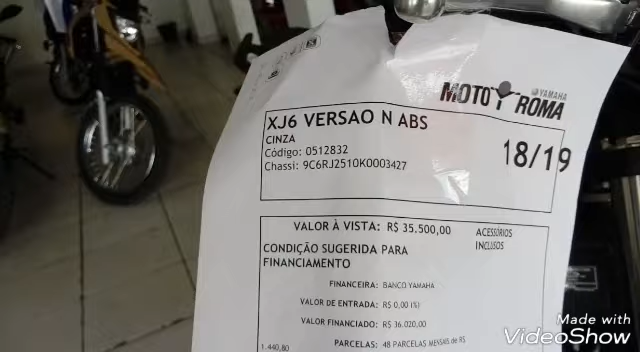 MOTO ROMA
YAMAHA
XJ6 VERSAO N ABS
CINZA
Código: 0512832
Chassi: 9C6RJ2510K0003427
18/19
VALOR À VISTA: R$ 35.500,00
ACESSÓRIOS
INCLUSOS
CONDIÇÃO SUGERIDA PARA
FINANCIAMENTO
FINANCEIRA: BANCO YAMAHA
VALOR DE ENTRADA: R$ 0,00 (%)
VALOR FINANCIADO: R$ 36.020,00
PARCELAS: 48 PARCELAS MENSAIS de R$
1.440,80
Made with
VideoShow